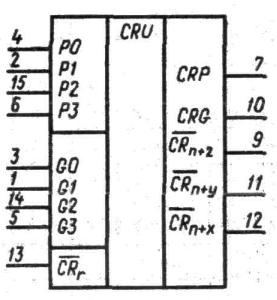 CRU
4 P0
2 P1
15 P2
6 P3
3 G0
1 G1
14 G2
5 G3
13 C̅R̅r
CRP 7
CRG 10
C̅R̅n+z 9
C̅R̅n+y 11
C̅R̅n+x 12